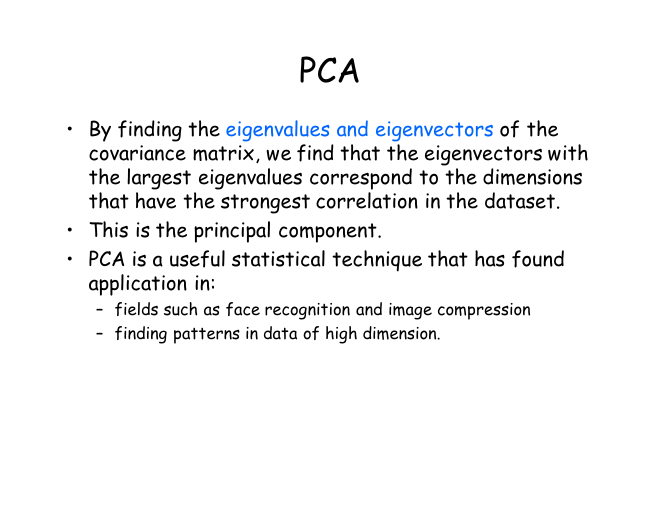 PCA
• By finding the eigenvalues and eigenvectors of the
covariance matrix, we find that the eigenvectors with
the largest eigenvalues correspond to the dimensions
that have the strongest correlation in the dataset.
• This is the principal component.
• PCA is a useful statistical technique that has found
application in:
– fields such as face recognition and image compression
– finding patterns in data of high dimension.